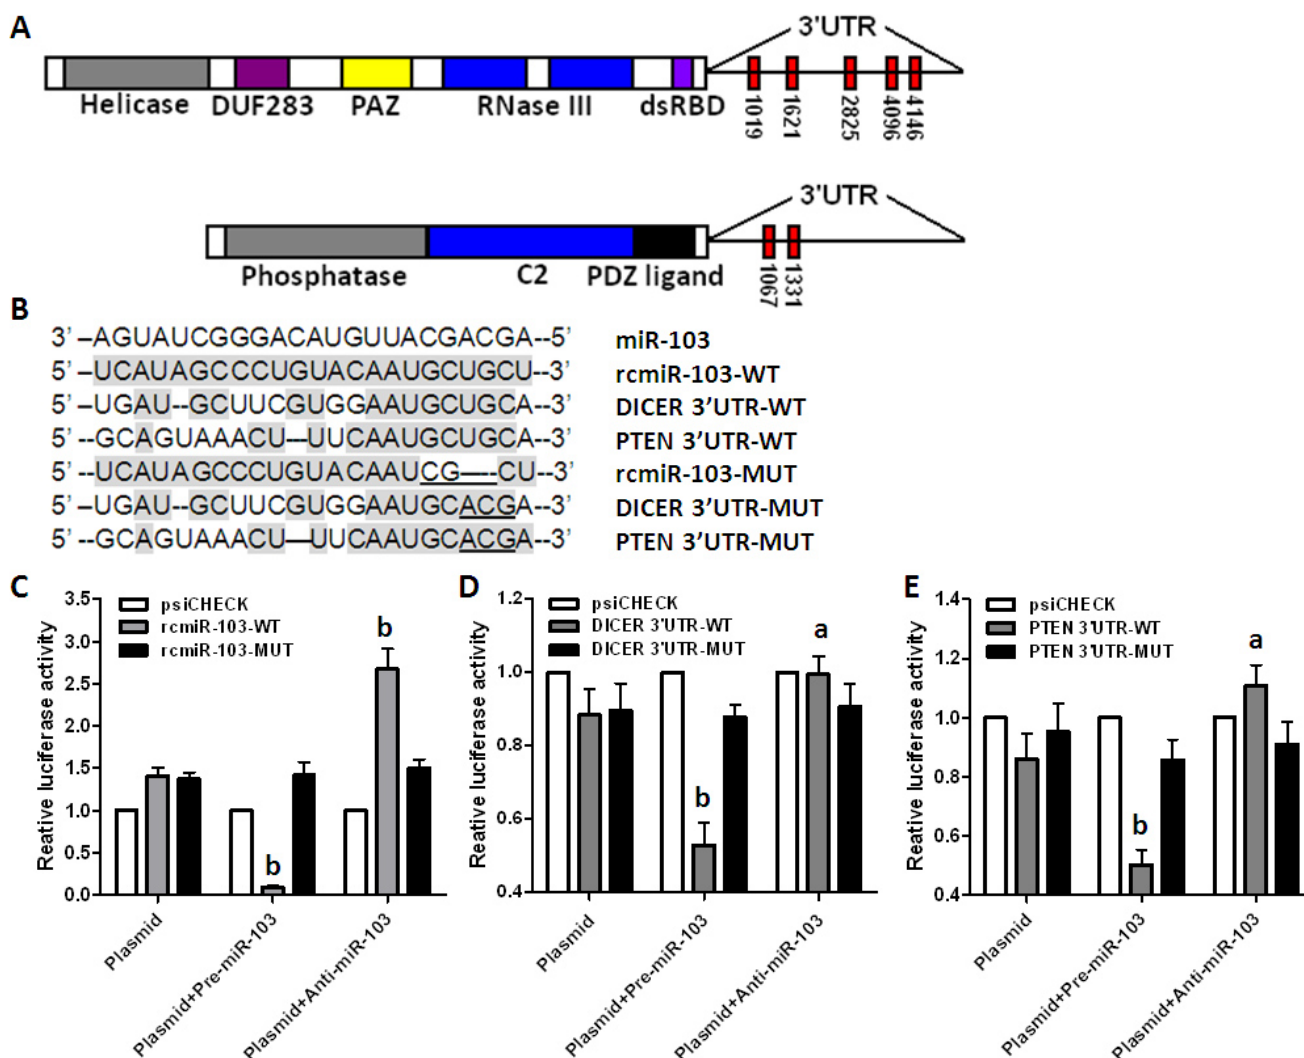 A
3'UTR
Helicase DUF283 PAZ RNase III dsRBD
1019 1621 2825 4096 4146
3'UTR
Phosphatase C2 PDZ ligand
1067 1331
B
3' –AGUAUCGGGACAUGUUACGACGA--5' miR-103
5' –UCAUAGCCCUGUACAAUGCUGCU--3' rcmiR-103-WT
5' --UGAU--GCUUCGUGGAAUGCUGCA--3' DICER 3'UTR-WT
5' --GCAGUAAACU—UUCAAUGCUGCA--3' PTEN 3'UTR-WT
5' --UCAUAGCCCUGUACAAUCG----CU--3' rcmiR-103-MUT
5' --UGAU--GCUUCGUGGAAUGCACGA--3' DICER 3'UTR-MUT
5' --GCAGUAAACU—UUCAAUGCACGA--3' PTEN 3'UTR-MUT
C
Reative luciferase activity
3.5
3.0
2.5
2.0
1.5
1.0
0.5
0.0
psiCHECK
rcmiR-103-WT
rcmiR-103-MUT
b
b
Plasmid
Plasmid+Pre-miR-103
Plasmid+Anti-miR-103
D
Reative luciferase activity
1.2
1.0
0.8
0.6
0.4
psiCHECK
DICER 3'UTR-WT
DICER 3'UTR-MUT
b
a
Plasmid
Plasmid+Pre-miR-103
Plasmid+Anti-miR-103
E
Reative luciferase activity
1.4
1.2
1.0
0.8
0.6
0.4
psiCHECK
PTEN 3'UTR-WT
PTEN 3'UTR-MUT
b
a
Plasmid
Plasmid+Pre-miR-103
Plasmid+Anti-miR-103